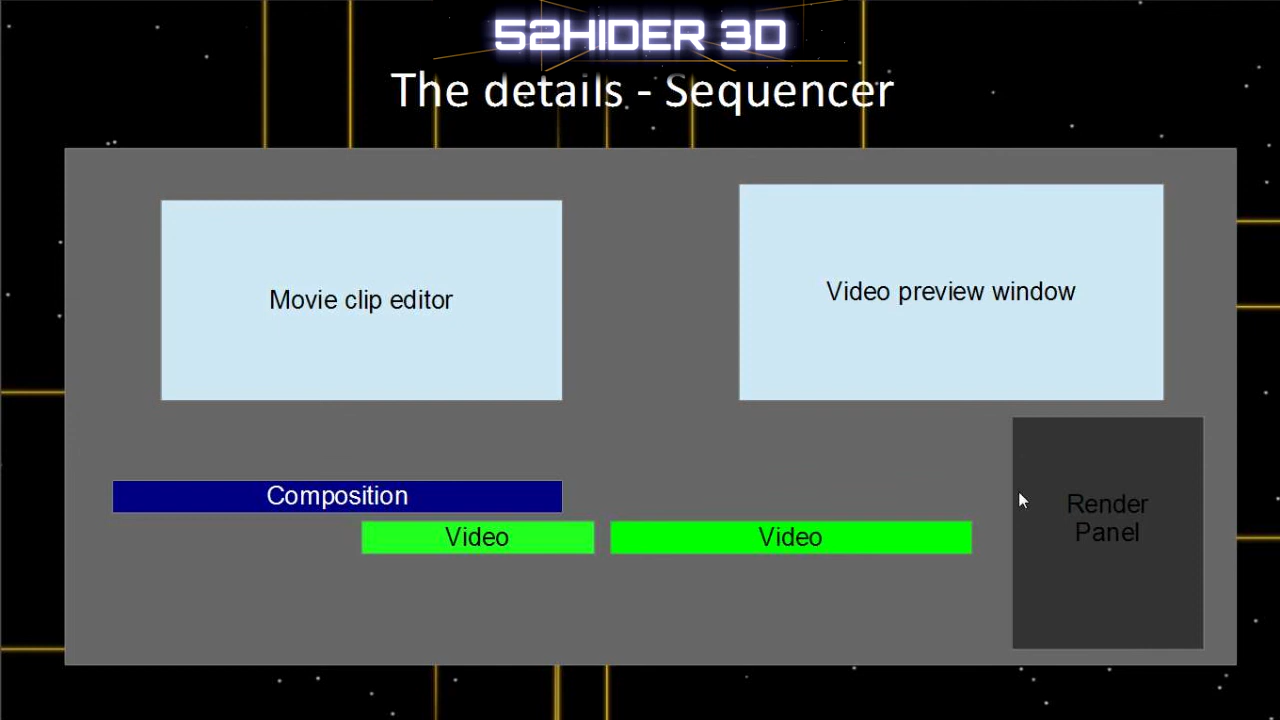 52HIDER 3D
The details - Sequencer
Movie clip editor
Video preview window
Composition
Video
Video
Render
Panel